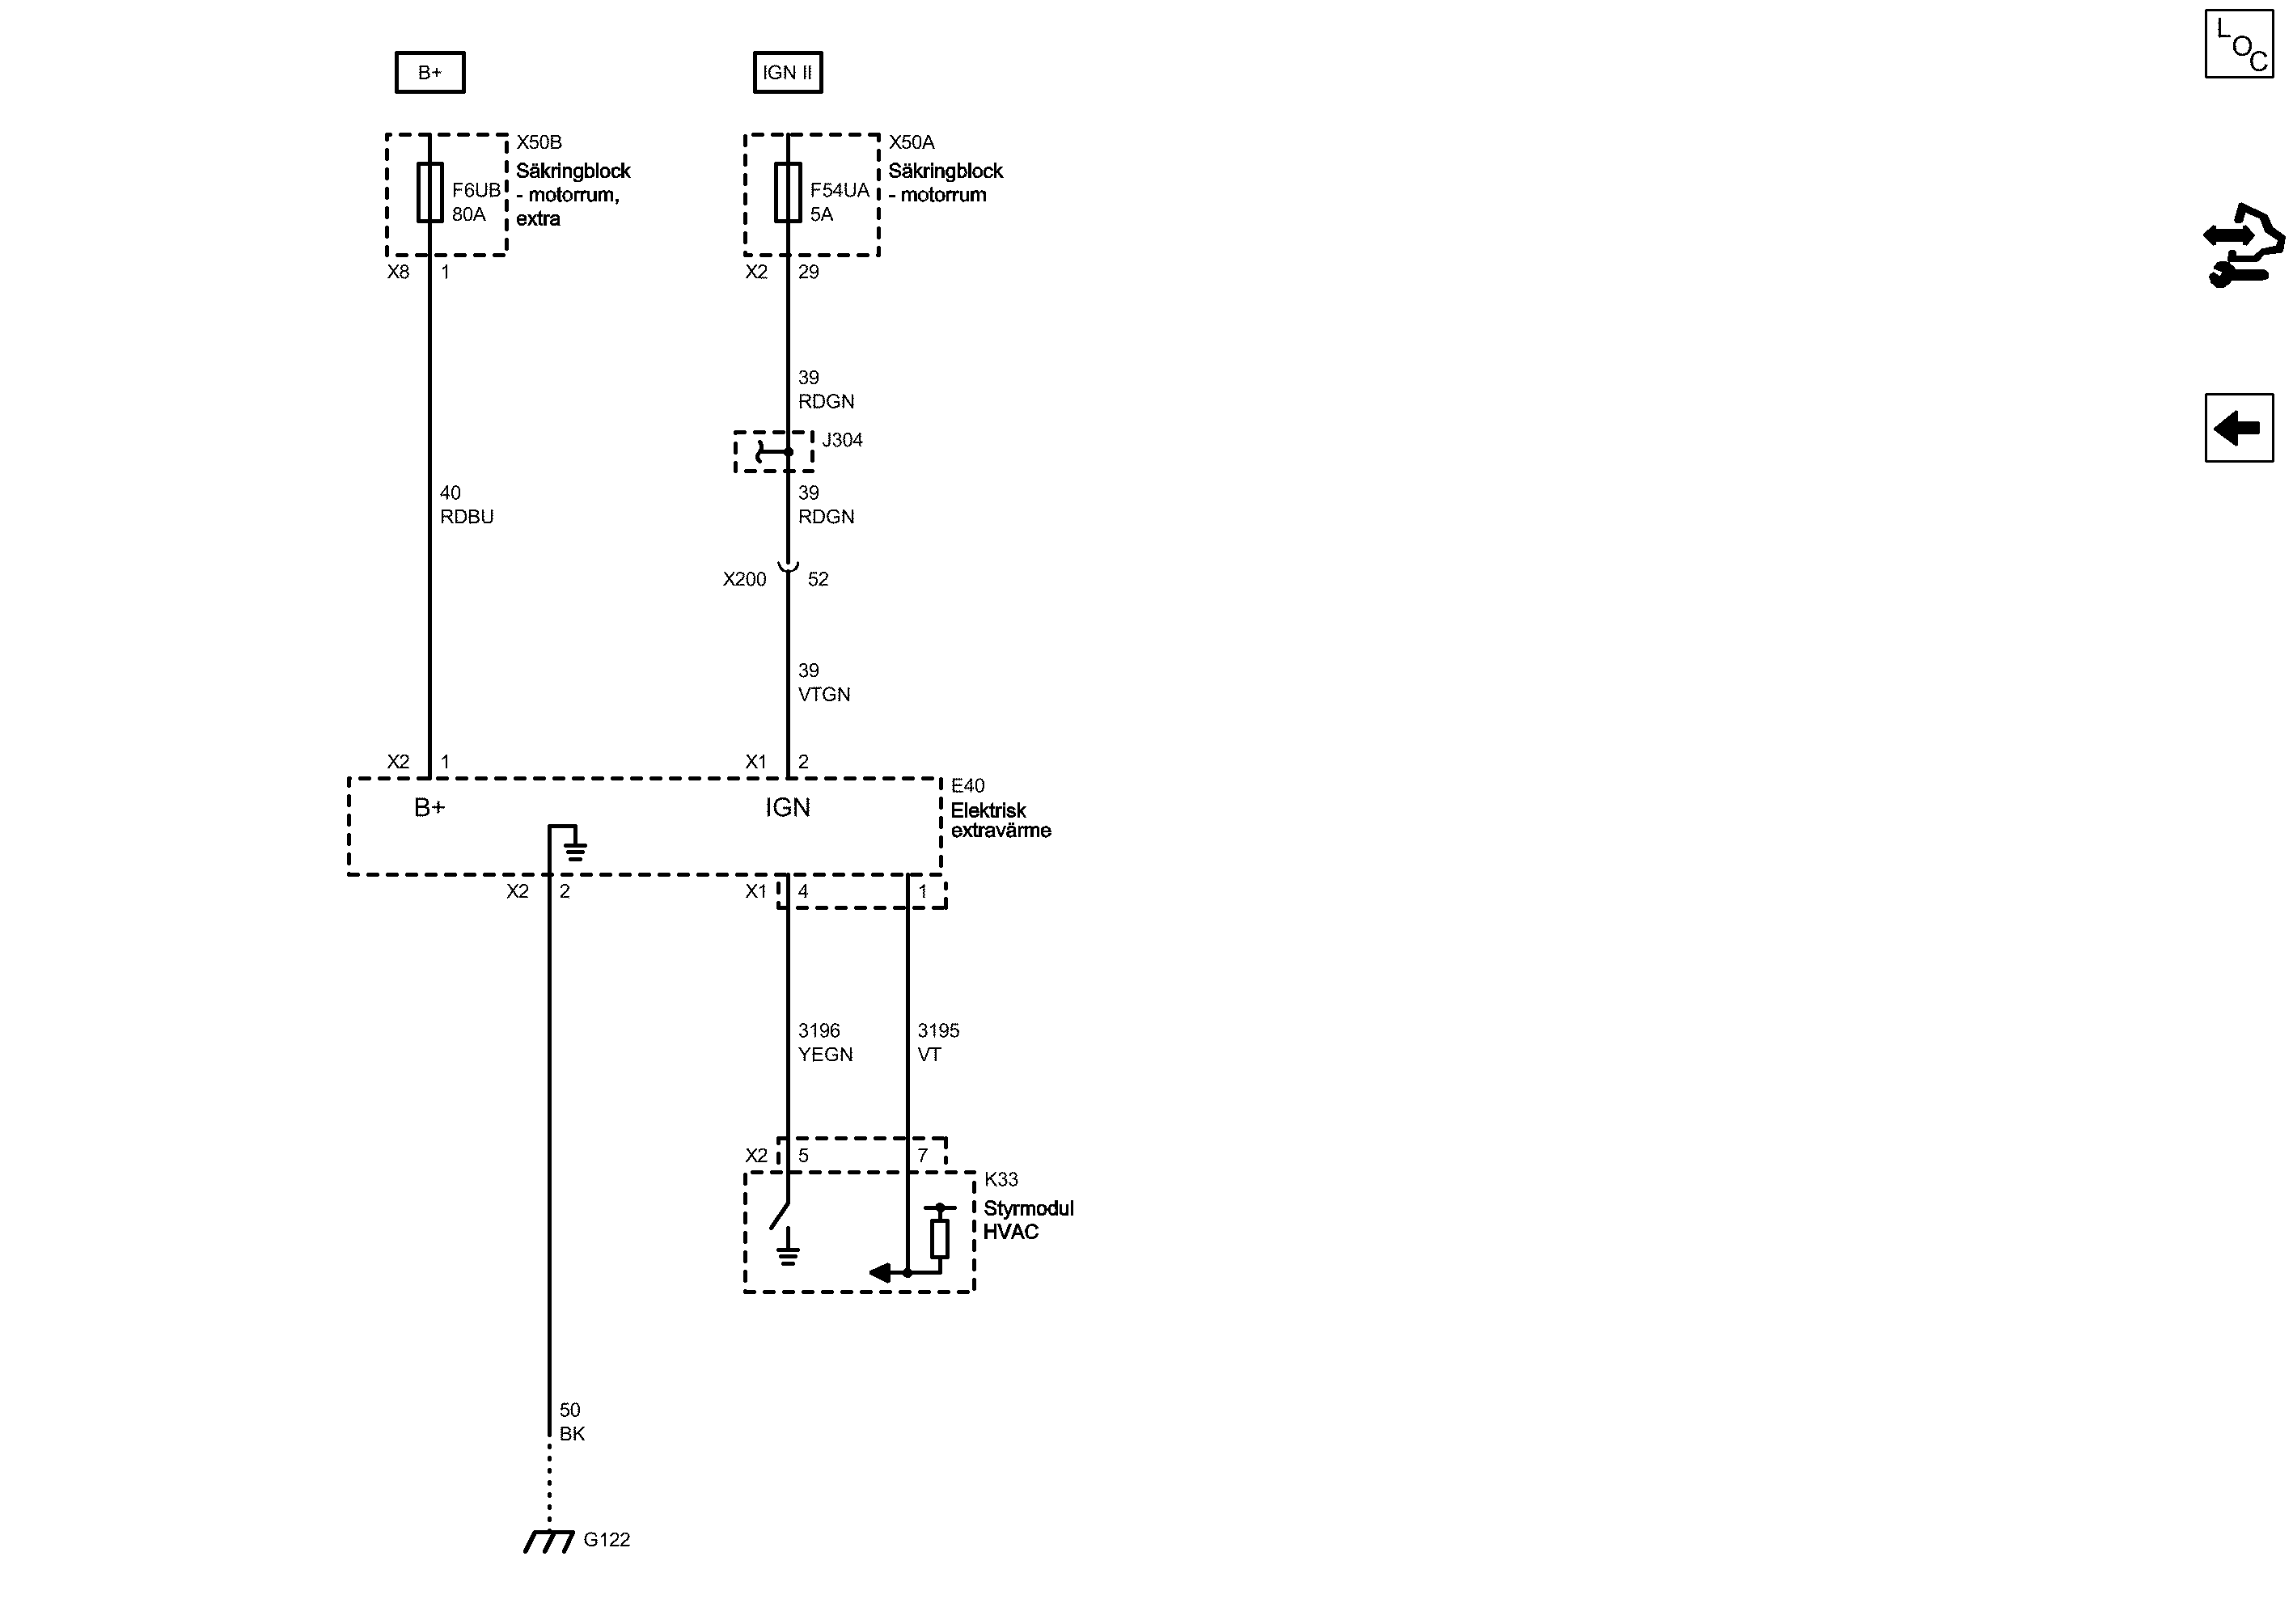 B+
IGN II
LOC
X50B
Säkringblock
- motorrum,
extra
F6UB
80A
X8 1
X50A
Säkringblock
- motorrum
F54UA
5A
X2 29
39
RDGN
J304
40
RDBU
39
RDGN
X200 52
39
VTGN
X2 1
X1 2
B+
IGN
E40
Elektrisk
extravärme
X2 2
X1 4 1
3196
YEGN
3195
VT
X2 5 7
K33
Styrmodul
HVAC
50
BK
G122